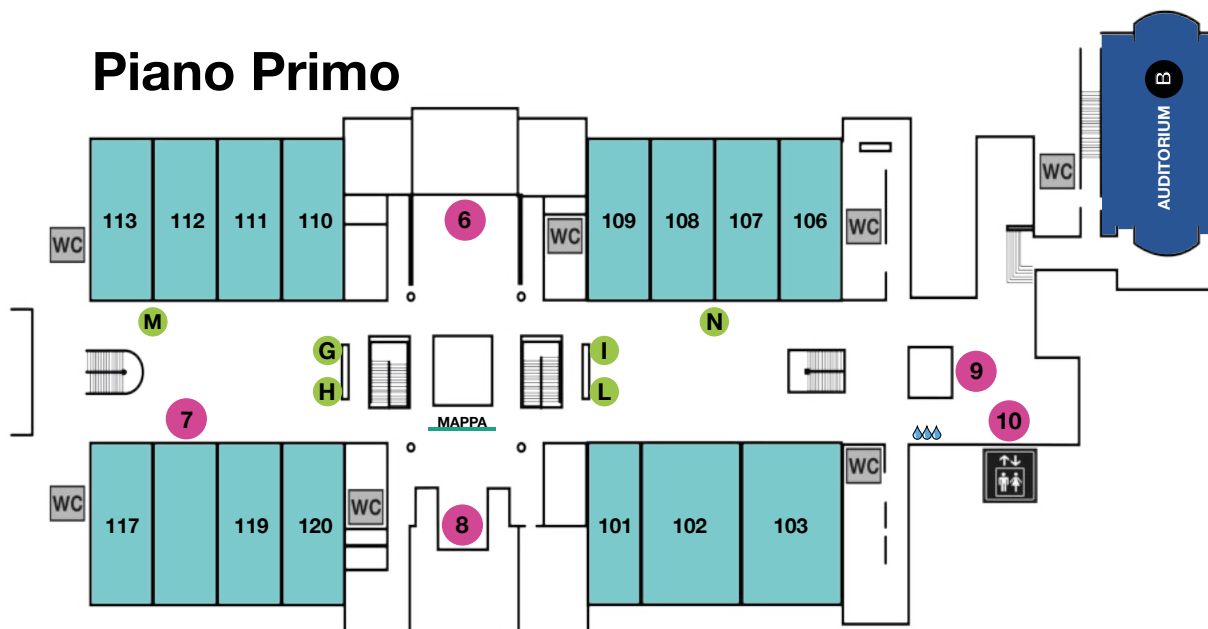 Piano Primo
B
AUDITORIUM
WC
113
112
111
110
6
109
108
107
106
WC
WC
WC
M
N
G
I
H
L
9
7
MAPPA
10
WC
WC
WC
117
119
120
8
101
102
103